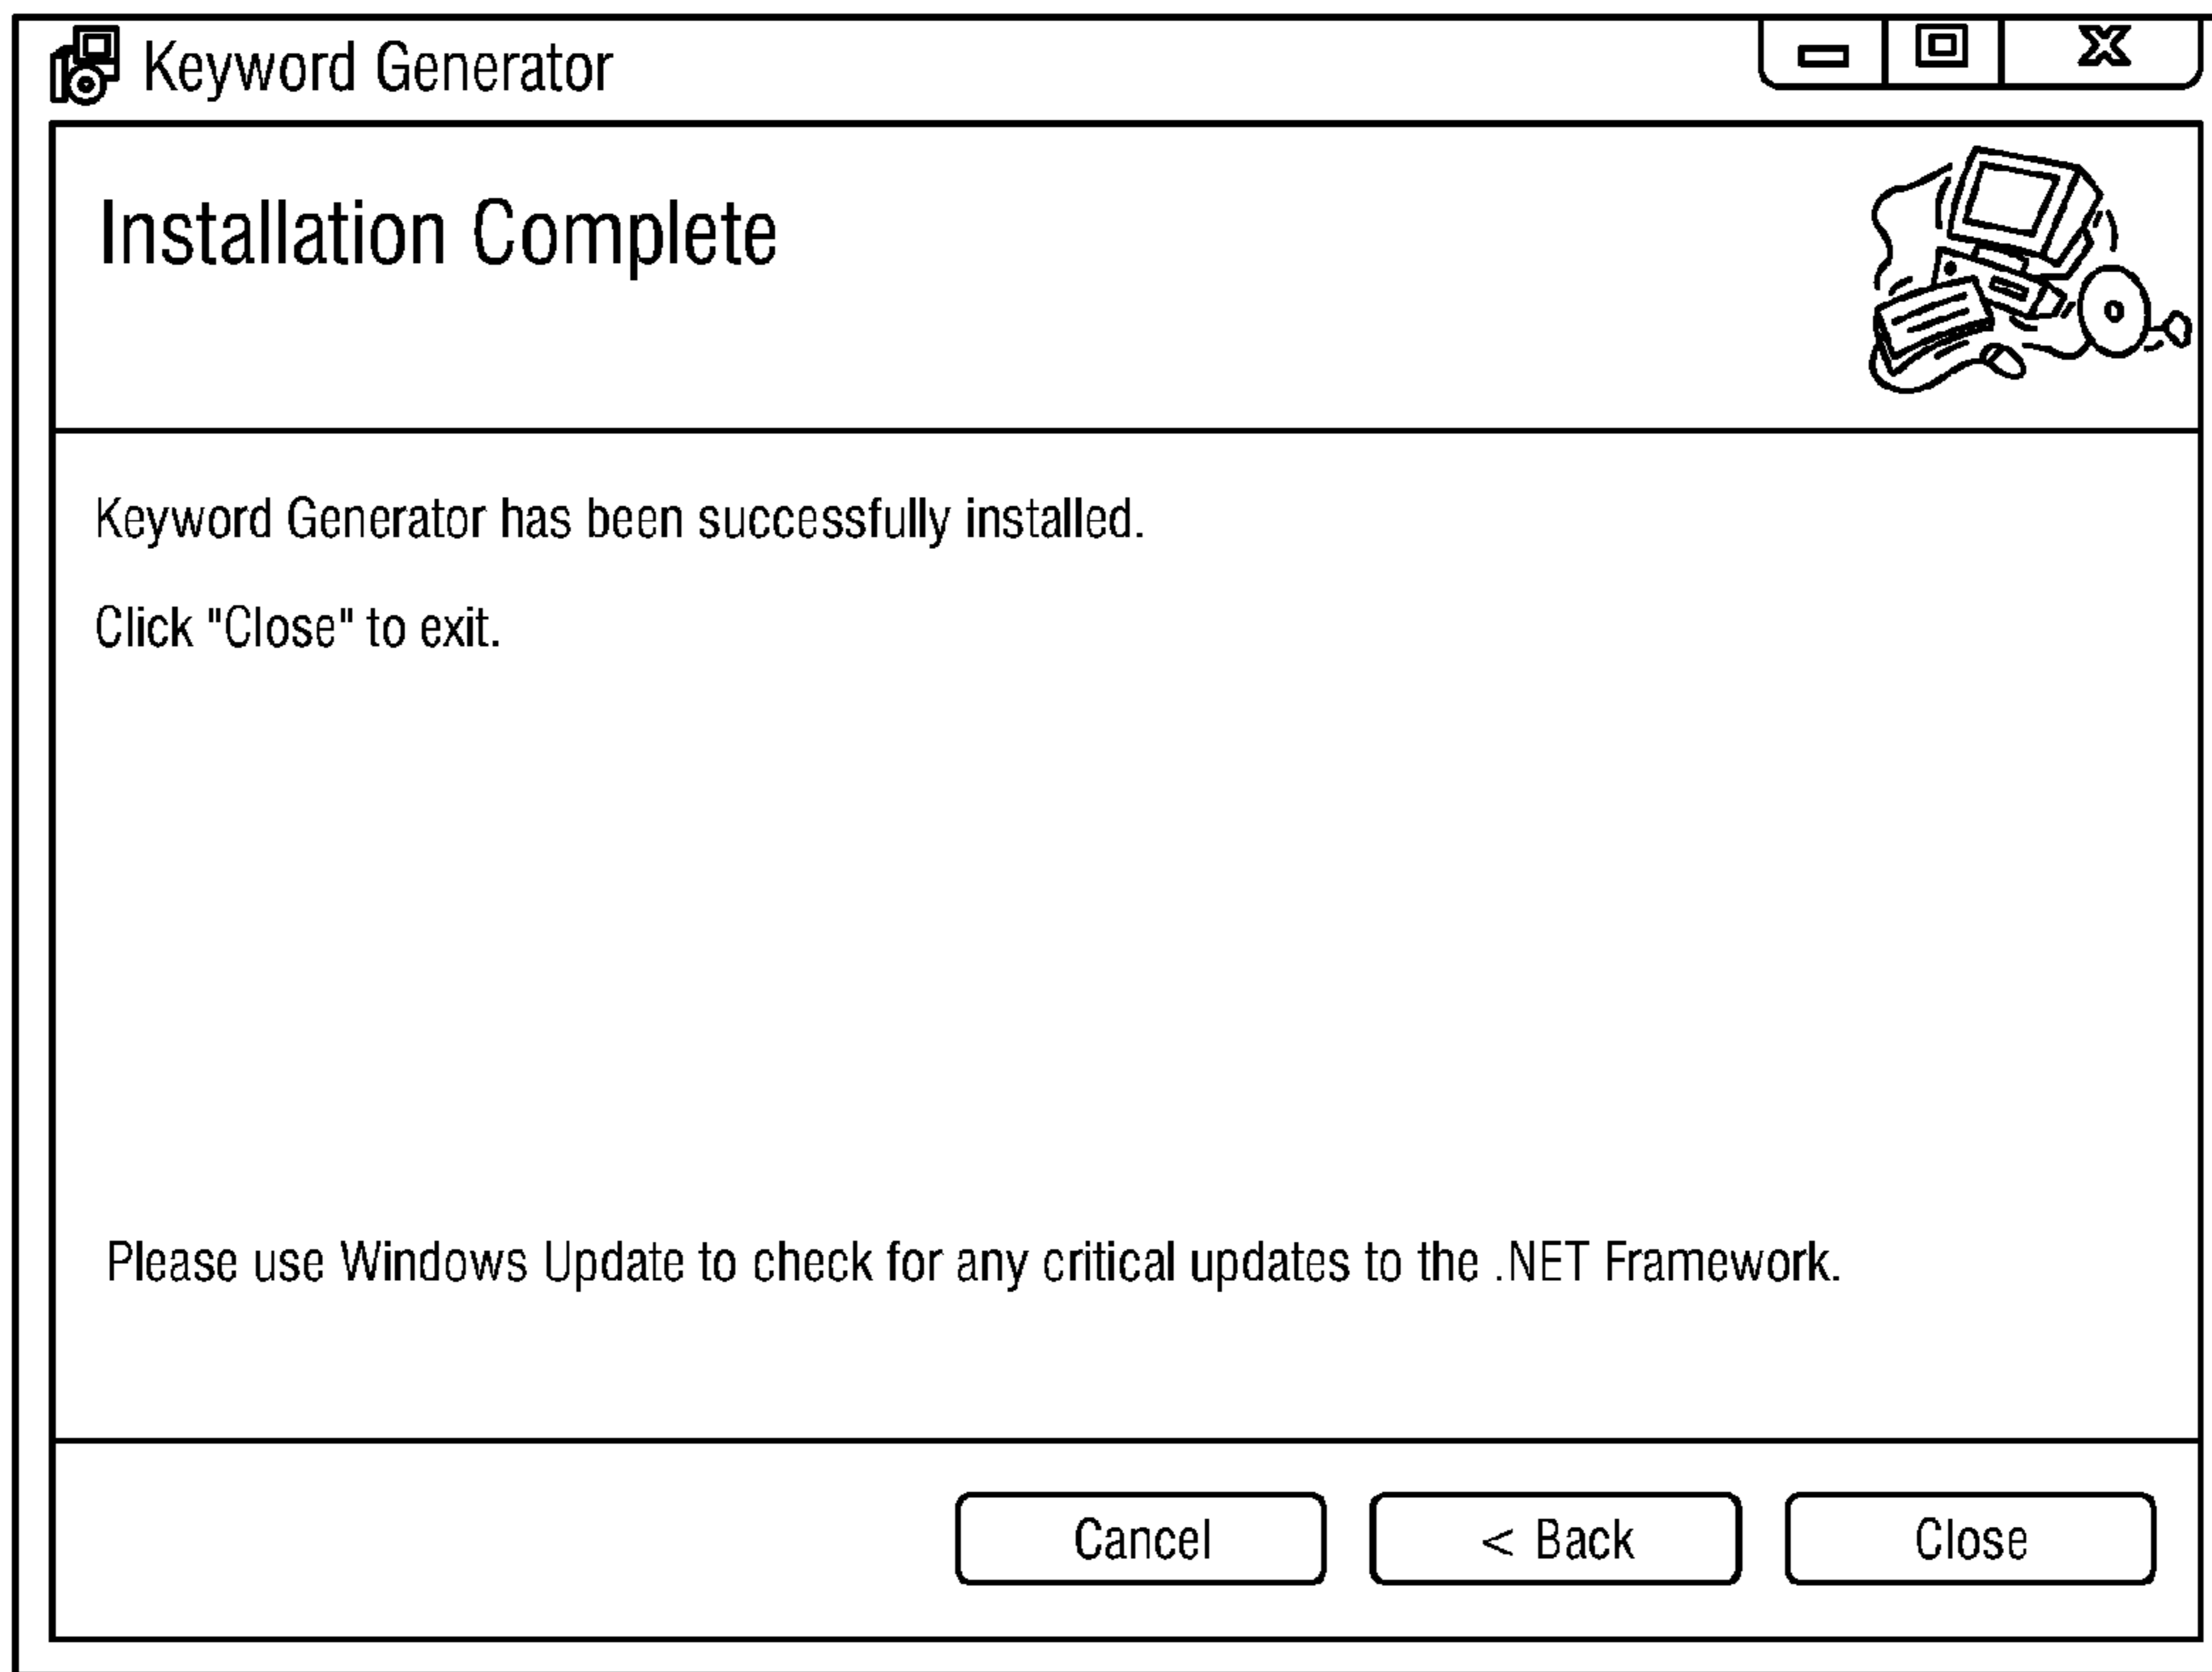 Keyword Generator
Installation Complete
Keyword Generator has been successfully installed.
Click "Close" to exit.
Please use Windows Update to check for any critical updates to the .NET Framework.
Cancel
< Back
Close